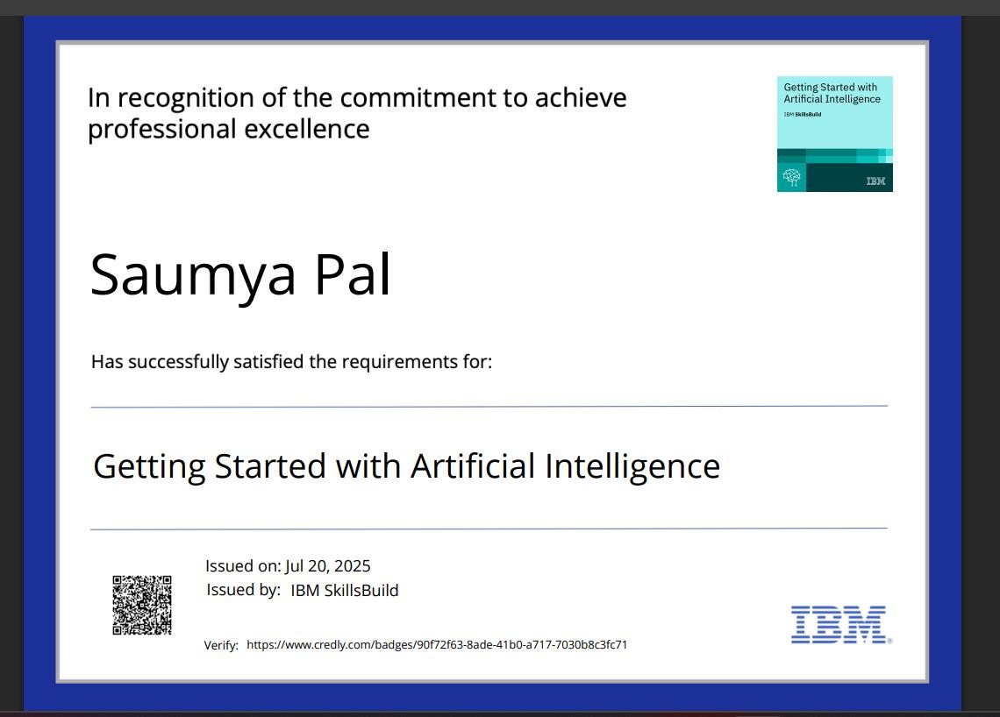 In recognition of the commitment to achieve
professional excellence
Getting Started with
Artificial Intelligence
IBM SkillsBuild
IBM
Saumya Pal
Has successfully satisfied the requirements for:
Getting Started with Artificial Intelligence
Issued on: Jul 20, 2025
Issued by: IBM SkillsBuild
Verify: https://www.credly.com/badges/90f72f63-8ade-41b0-a717-7030b8c3fc71
IBM®